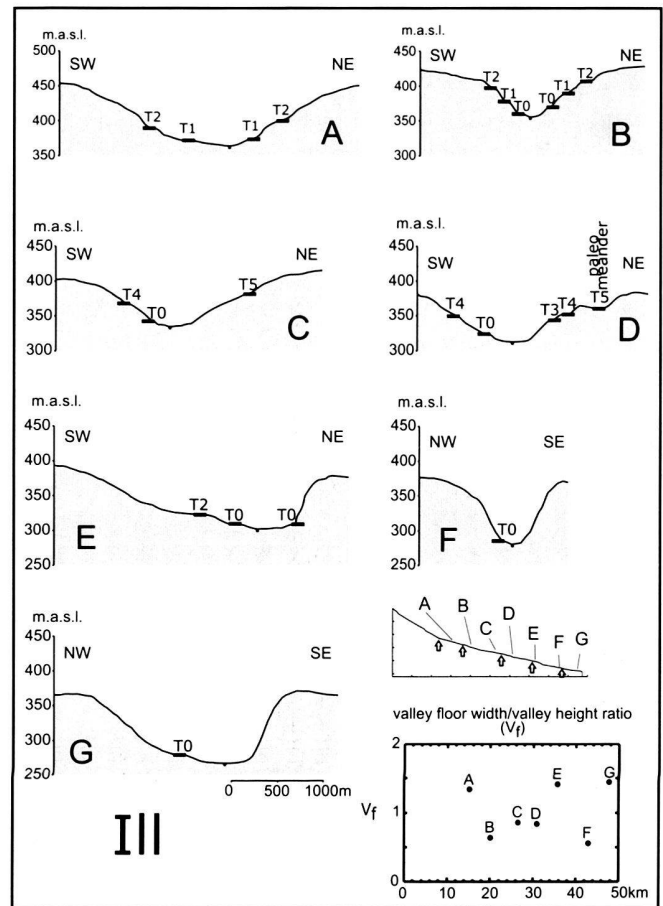 m.a.s.l.
500
450
400
350
SW
NE
T2
T1
T1
T2
A
m.a.s.l.
450
400
350
300
SW
NE
T2
T1
T0
T0
T1
T2
B
m.a.s.l.
450
400
350
300
SW
NE
T4
T0
T5
C
m.a.s.l.
450
400
350
300
SW
NE
paleo
meander
T4
T0
T3
T4
T5
D
m.a.s.l.
450
400
350
300
250
SW
NE
T2
T0
T0
E
m.a.s.l.
450
400
350
300
250
NW
SE
T0
F
m.a.s.l.
450
400
350
300
250
NW
SE
T0
G
0 500 1000m
III
A B C D E F G
valley floor width/valley height ratio
(Vf)
2
1
0
Vf
A
B
C
D
E
F
G
0 10 20 30 40 50km